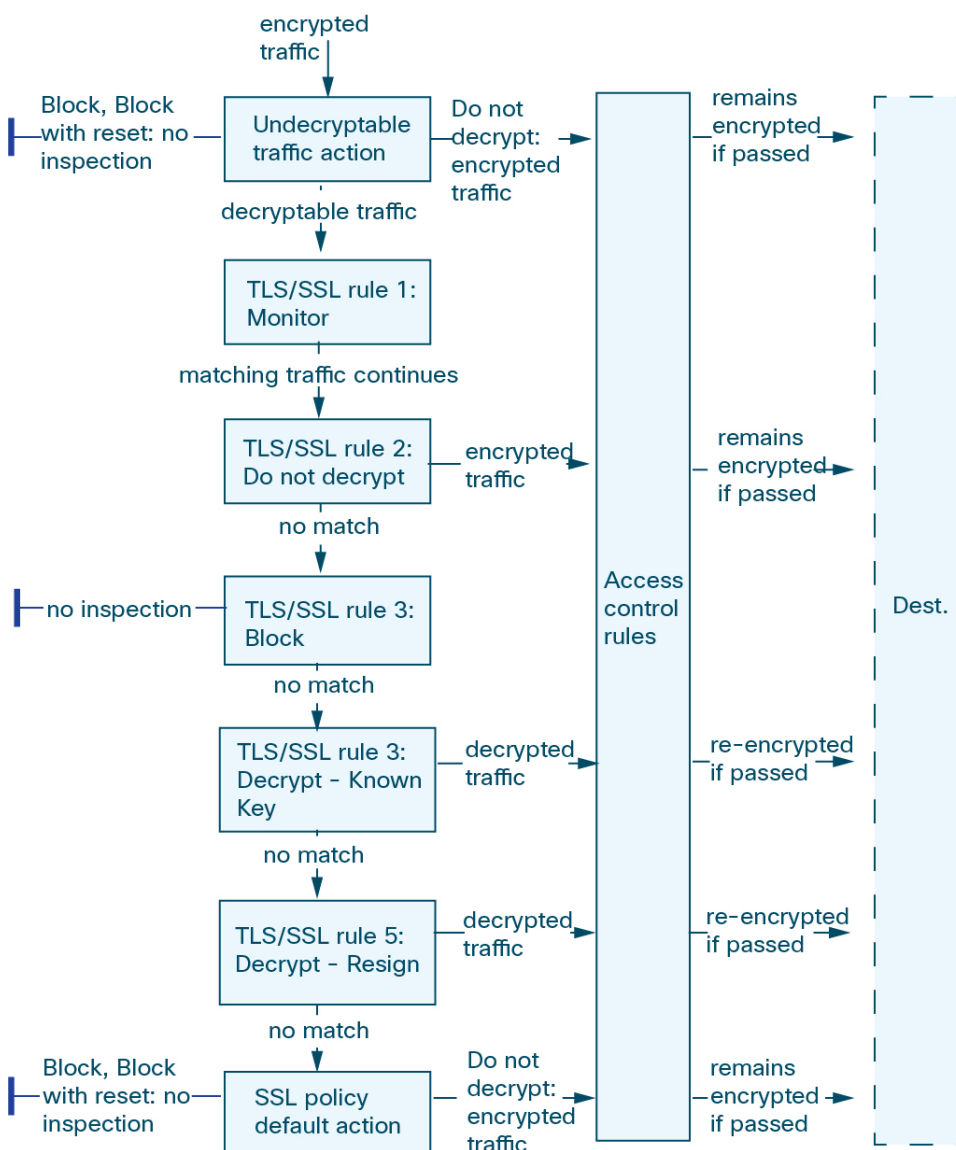 encrypted
traffic
Block, Block
with reset: no
inspection
Undecryptable
traffic action
Do not
decrypt:
encrypted
traffic
remains
encrypted
if passed
decryptable traffic
TLS/SSL rule 1:
Monitor
matching traffic continues
TLS/SSL rule 2:
Do not decrypt
encrypted
traffic
remains
encrypted
if passed
no match
no inspection
TLS/SSL rule 3:
Block
Access
control
rules
Dest.
no match
TLS/SSL rule 3:
Decrypt - Known
Key
decrypted
traffic
re-encrypted
if passed
no match
TLS/SSL rule 5:
Decrypt - Resign
decrypted
traffic
re-encrypted
if passed
no match
Block, Block
with reset: no
inspection
SSL policy
default action
Do not
decrypt:
encrypted
traffic
remains
encrypted
if passed